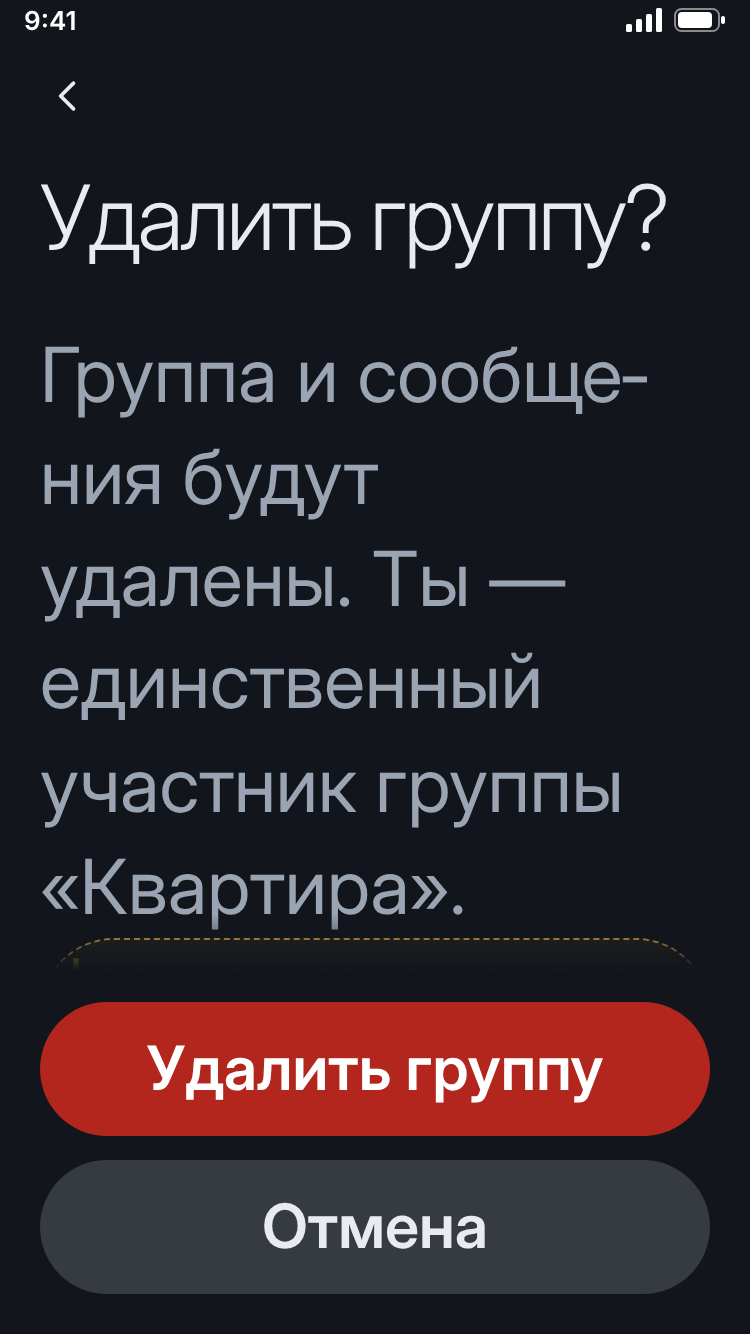 9:41
Удалить группу?
Группа и сообще-
ния будут
удалены. Ты —
единственный
участник группы
«Квартира».
Удалить группу
Отмена